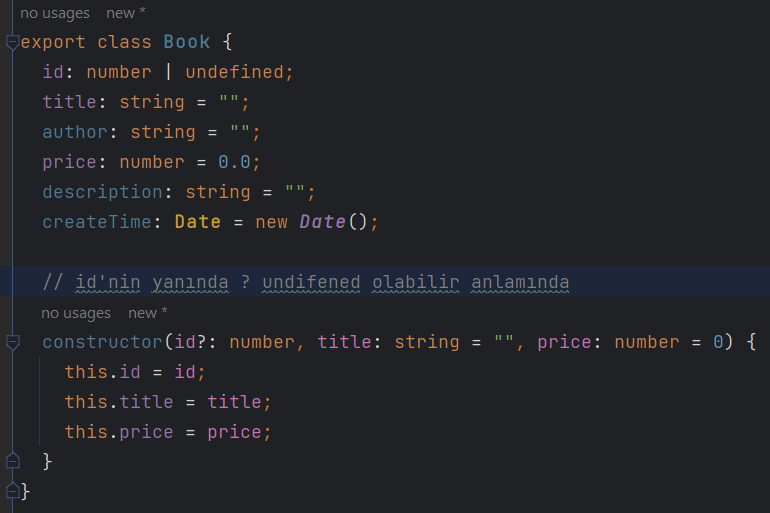 no usages new *
export class Book {
id: number | undefined;
title: string = "";
author: string = "";
price: number = 0.0;
description: string = "";
createTime: Date = new Date();
// id'nin yanında ? undifened olabilir anlamında
no usages new *
constructor(id?: number, title: string = "", price: number = 0) {
this.id = id;
this.title = title;
this.price = price;
}
}